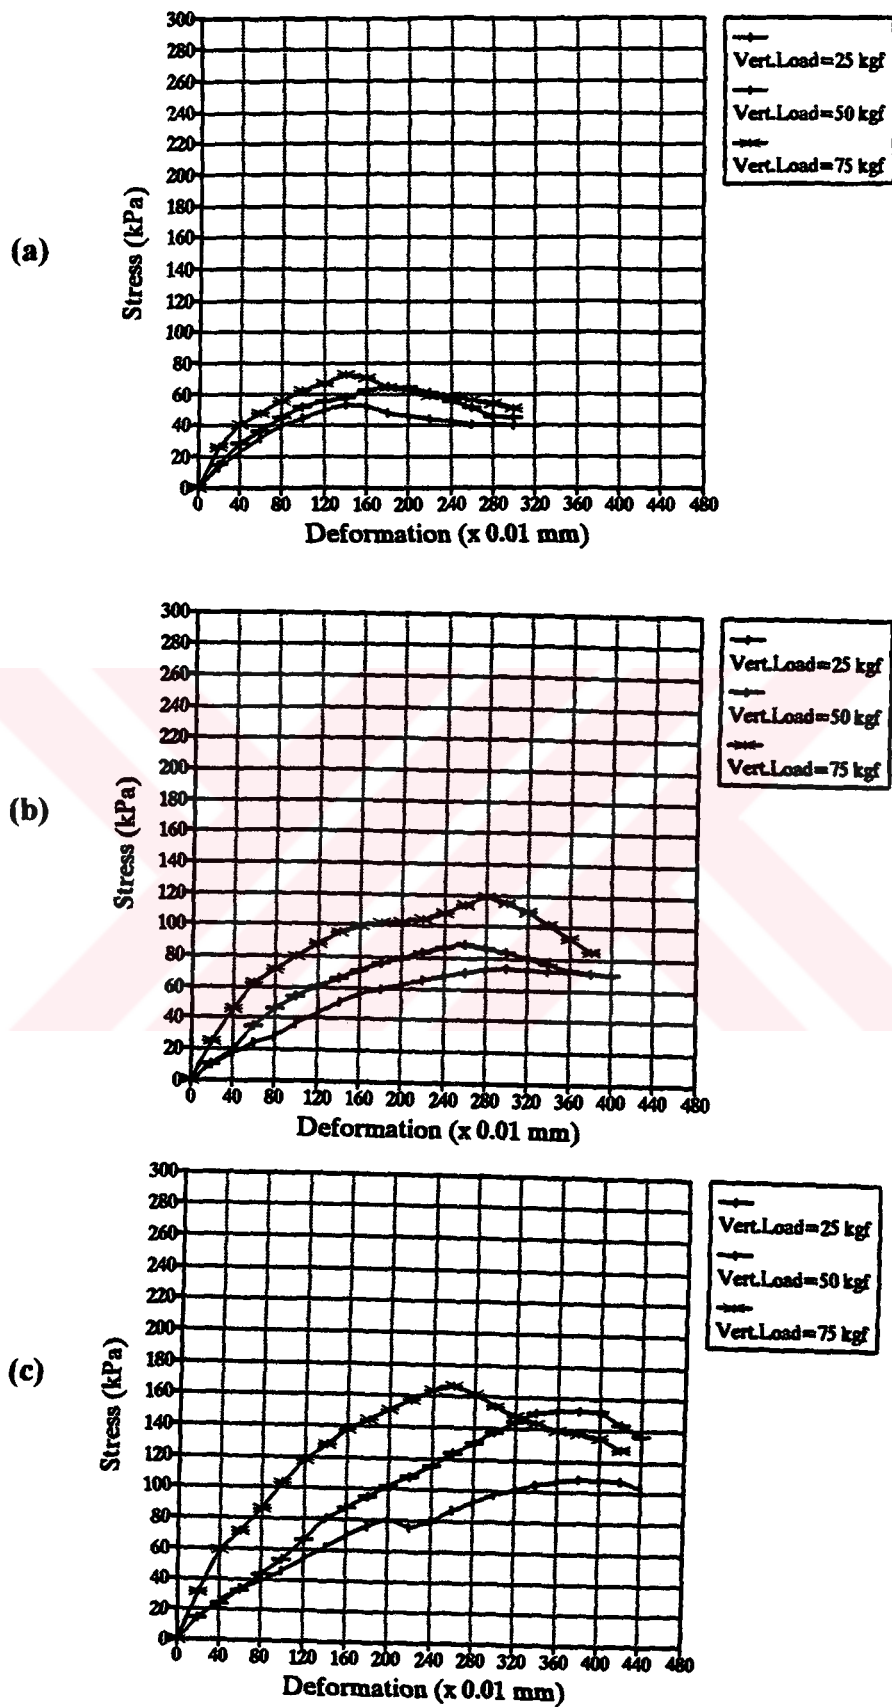 (a)
Stress (kPa)
300
280
260
240
220
200
180
160
140
120
100
80
60
40
20
0
0 40 80 120 160 200 240 280 320 360 400 440 480
Deformation (x 0.01 mm)
Vert.Load=25 kgf
Vert.Load=50 kgf
Vert.Load=75 kgf
(b)
Stress (kPa)
300
280
260
240
220
200
180
160
140
120
100
80
60
40
20
0
0 40 80 120 160 200 240 280 320 360 400 440 480
Deformation (x 0.01 mm)
Vert.Load=25 kgf
Vert.Load=50 kgf
Vert.Load=75 kgf
(c)
Stress (kPa)
300
280
260
240
220
200
180
160
140
120
100
80
60
40
20
0
0 40 80 120 160 200 240 280 320 360 400 440 480
Deformation (x 0.01 mm)
Vert.Load=25 kgf
Vert.Load=50 kgf
Vert.Load=75 kgf